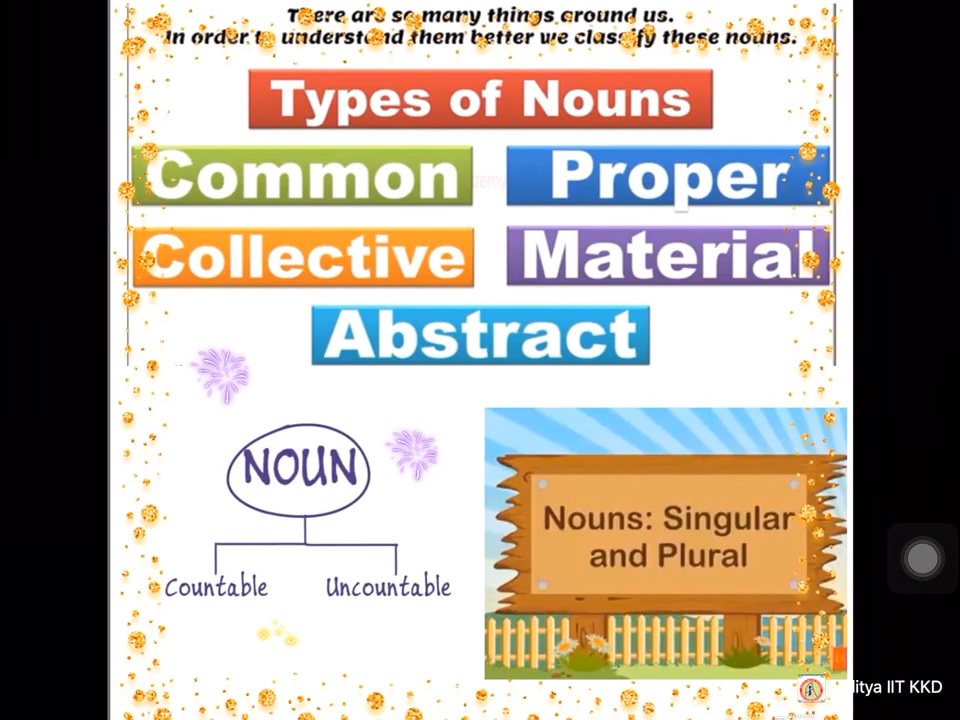 There are so many things around us.
In order to understand them better we classify these nouns.
Types of Nouns
Common Proper
Collective Material
Abstract
NOUN
Countable Uncountable
Nouns: Singular
and Plural
IIT KKD